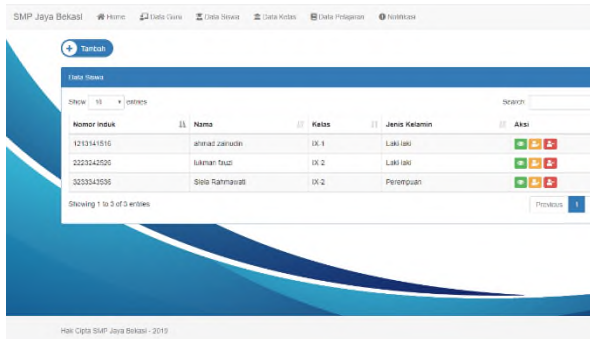 SMP Jaya Bekasi Home Data Guru Data Siswa Data Kelas Data Pelajaran Notifikasi
Tambah
Data Siswa
Show 10 entries Search
Nomor Induk Nama Kelas Jenis Kelamin Aksi
1213141516 ahmad zainudin IX-1 Laki-laki
2223242526 lukman fauzi IX-2 Laki-laki
3233343536 Siela Rahmawati IX-2 Perempuan
Showing 1 to 3 of 3 entries Previous 1
Hak Cipta SMP Jaya Bekasi - 2019